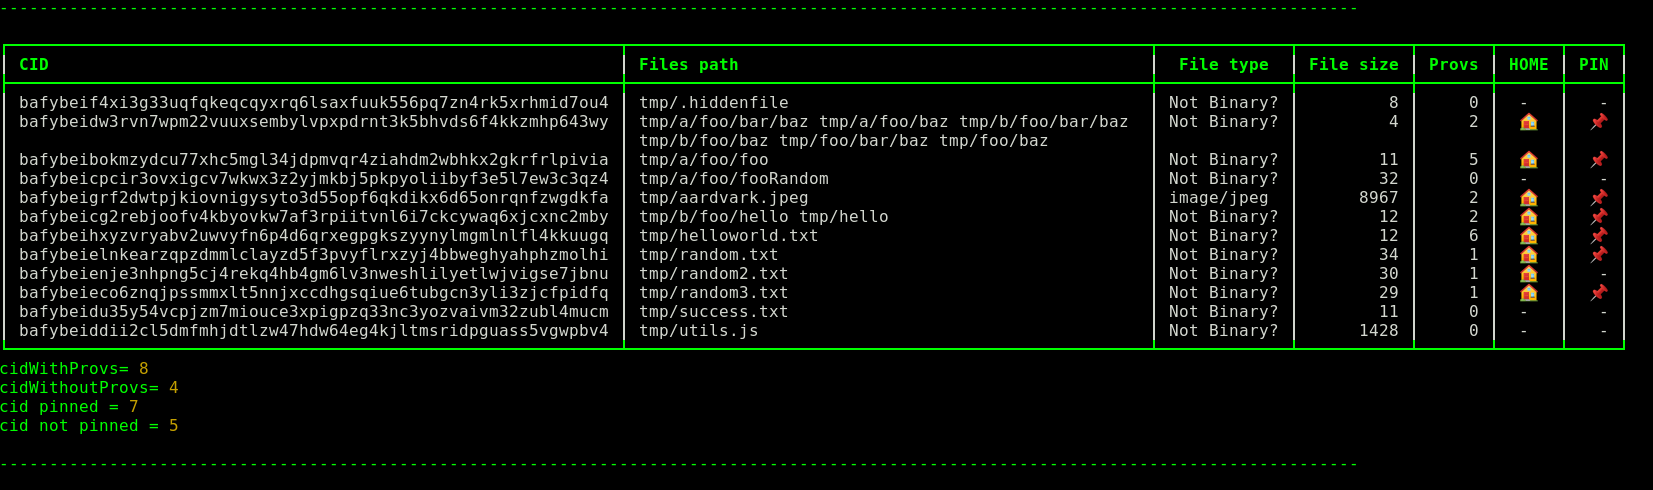 CID Files path File type File size Provs HOME PIN
bafybeif4xi3g33uqfqkeqcqyxrq6lsaxfuuk556pq7zn4rk5xrhmid7ou4 tmp/.hiddenfile Not Binary? 8 0 - -
bafybeidw3rvn7wpm22vuuxsembylvpxpdrnt3k5bhvds6f4kkzmhp643wy tmp/a/foo/bar/baz tmp/a/foo/baz tmp/b/foo/bar/baz Not Binary? 4 2 🏠 📌
tmp/b/foo/baz tmp/foo/bar/baz tmp/foo/baz
bafybeibokmzydcu77xhc5mgl34jdpmvqr4ziahdm2wbhkx2gkrfrlpivia tmp/a/foo/foo Not Binary? 11 5 🏠 📌
bafybeicpcir3ovxigcv7wkwx3z2yjmkbj5pkpyoliibyf3e5l7ew3c3qz4 tmp/a/foo/fooRandom Not Binary? 32 0 - -
bafybeigrf2dwtpjkiovnigysyto3d55opf6qkdikx6d65onrqnfzwgdkfa tmp/aardvark.jpeg image/jpeg 8967 2 🏠 📌
bafybeicg2rebjoofv4kbyovkw7af3rpiitvnl6i7ckcywaq6xjcxnc2mby tmp/b/foo/hello tmp/hello Not Binary? 12 2 🏠 📌
bafybeihxyzvryabv2uwvyfn6p4d6qrxegpgkszyynylmgmlnlfl4kkuugq tmp/helloworld.txt Not Binary? 12 6 🏠 📌
bafybeielnkearzqpzdmmlclayzd5f3pvyflrxzyj4bbweghyahphzmolhi tmp/random.txt Not Binary? 34 1 🏠 📌
bafybeienje3nhpng5cj4rekq4hb4gm6lv3nweshlilyetlwjvigse7jbnu tmp/random2.txt Not Binary? 30 1 🏠 -
bafybeieco6znqjpssmmxlt5nnjxccdhgsqiue6tubgcn3yli3zjcfpidfq tmp/random3.txt Not Binary? 29 1 🏠 📌
bafybeidu35y54vcpjzm7miouce3xpigpzq33nc3yozvaivm32zubl4mucm tmp/success.txt Not Binary? 11 0 - -
bafybeiddii2cl5dmfmhjdtlzw47hdw64eg4kjltmsridpguass5vgwpbv4 tmp/utils.js Not Binary? 1428 0 - -
cidWithProvs= 8
cidWithoutProvs= 4
cid pinned = 7
cid not pinned = 5